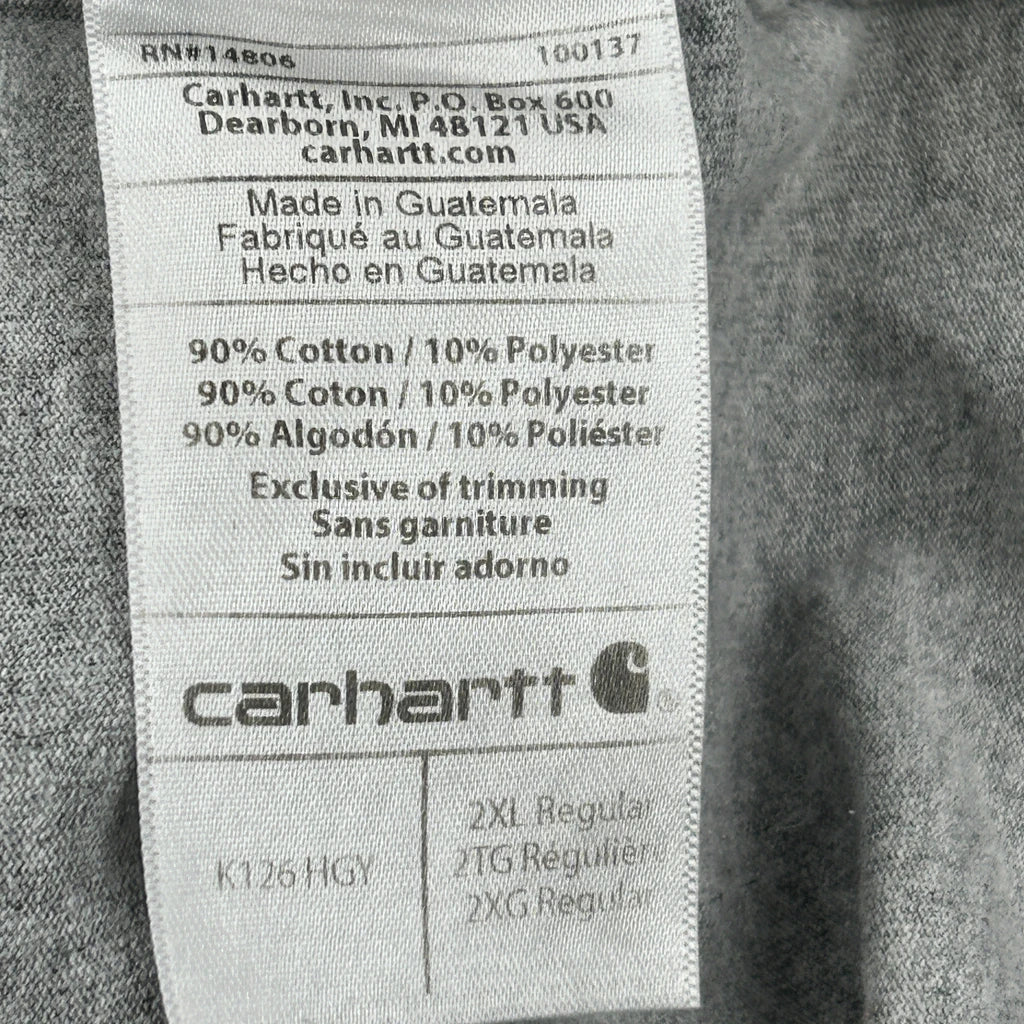 RN#14806 100137
Carhartt, Inc. P.O. Box 600
Dearborn, MI 48121 USA
carhartt.com
Made in Guatemala
Fabriqué au Guatemala
Hecho en Guatemala
90% Cotton / 10% Polyester
90% Coton / 10% Polyester
90% Algodón / 10% Poliéster
Exclusive of trimming
Sans garniture
Sin incluir adorno
carhartt
K126 HGY
2XL Regular
2TG Régulière
2XG Regular